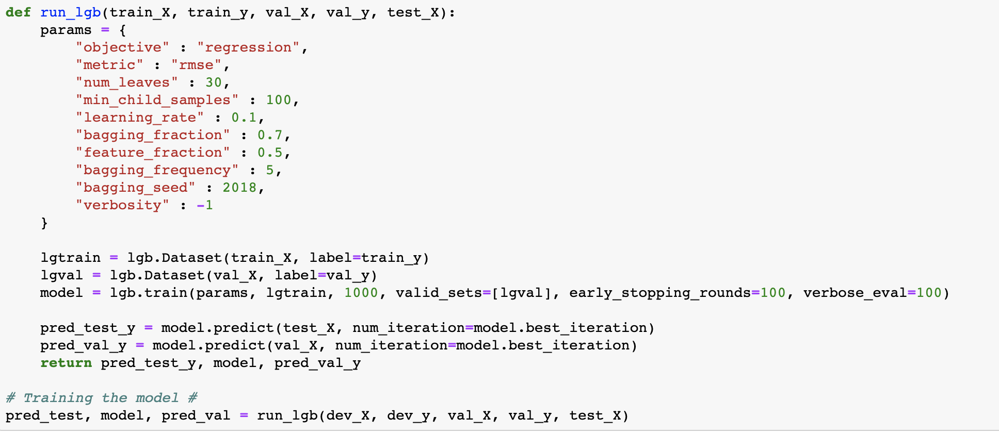 def run_lgb(train_X, train_y, val_X, val_y, test_X):
    params = {
        "objective" : "regression",
        "metric" : "rmse",
        "num_leaves" : 30,
        "min_child_samples" : 100,
        "learning_rate" : 0.1,
        "bagging_fraction" : 0.7,
        "feature_fraction" : 0.5,
        "bagging_frequency" : 5,
        "bagging_seed" : 2018,
        "verbosity" : -1
    }
    lgtrain = lgb.Dataset(train_X, label=train_y)
    lgval = lgb.Dataset(val_X, label=val_y)
    model = lgb.train(params, lgtrain, 1000, valid_sets=[lgval], early_stopping_rounds=100, verbose_eval=100)
    pred_test_y = model.predict(test_X, num_iteration=model.best_iteration)
    pred_val_y = model.predict(val_X, num_iteration=model.best_iteration)
    return pred_test_y, model, pred_val_y
# Training the model #
pred_test, model, pred_val = run_lgb(dev_X, dev_y, val_X, val_y, test_X)